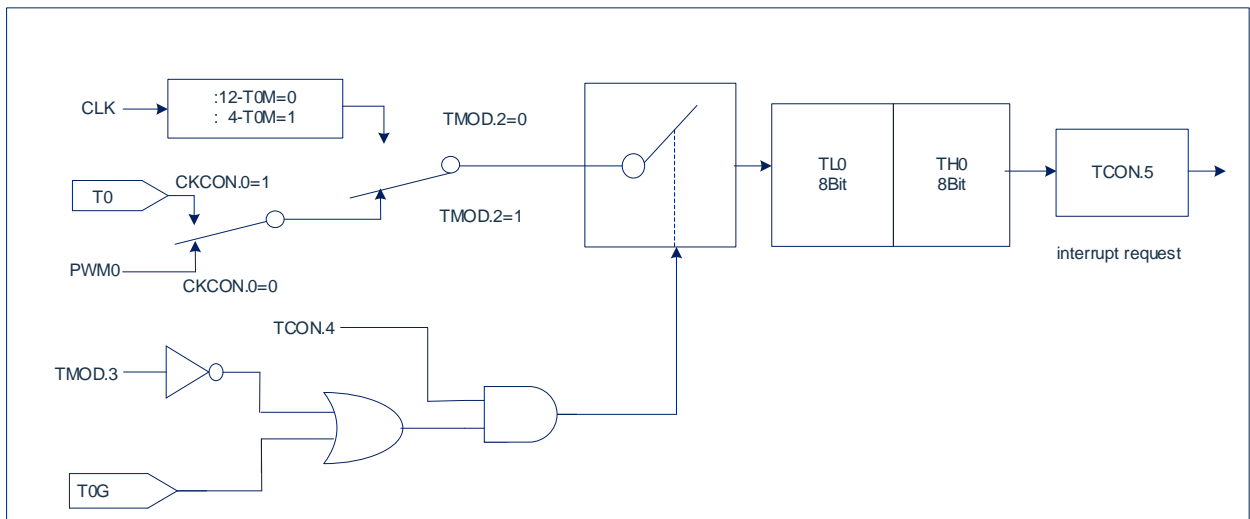 CLK
:12-T0M=0
: 4-T0M=1
TMOD.2=0
T0
CKCON.0=1
TMOD.2=1
PWM0
CKCON.0=0
TL0
8Bit
TH0
8Bit
TCON.5
interrupt request
TCON.4
TMOD.3
T0G